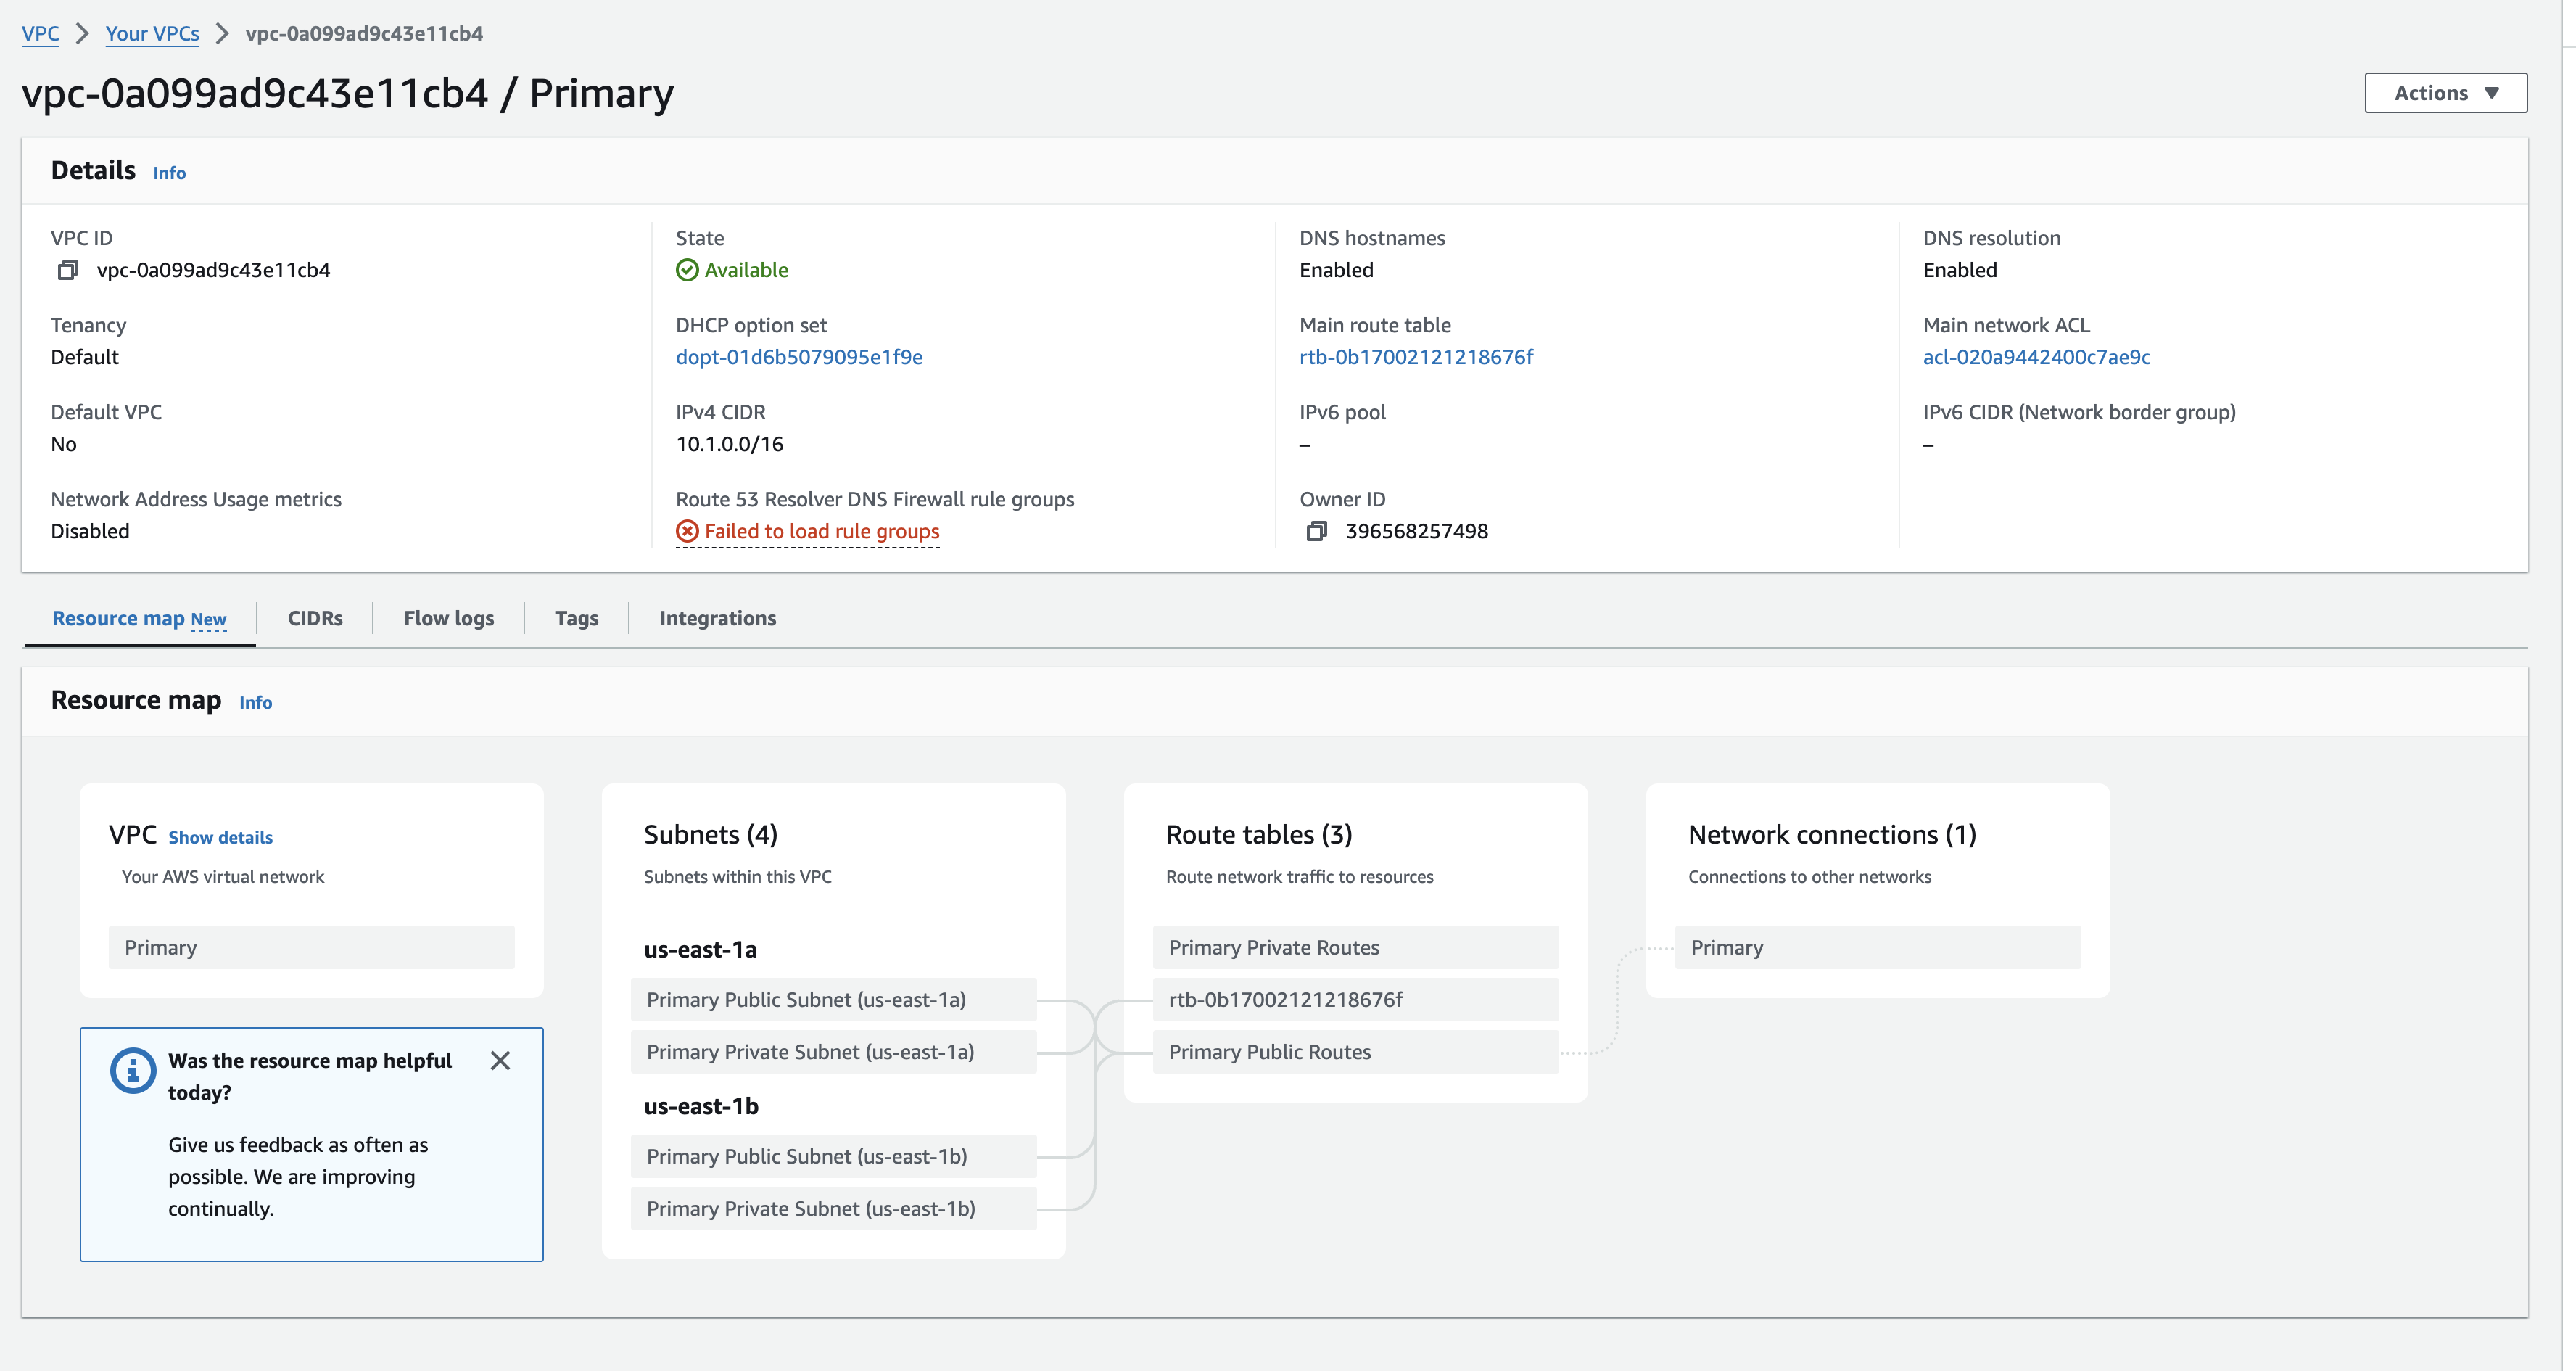 VPC > Your VPCs > vpc-0a099ad9c43e11cb4
vpc-0a099ad9c43e11cb4 / Primary
Actions
Details Info
VPC ID
vpc-0a099ad9c43e11cb4
State
Available
DNS hostnames
Enabled
DNS resolution
Enabled
Tenancy
Default
DHCP option set
dopt-01d6b5079095e1f9e
Main route table
rtb-0b17002121218676f
Main network ACL
acl-020a9442400c7ae9c
Default VPC
No
IPv4 CIDR
10.1.0.0/16
IPv6 pool
–
IPv6 CIDR (Network border group)
–
Network Address Usage metrics
Disabled
Route 53 Resolver DNS Firewall rule groups
Failed to load rule groups
Owner ID
396568257498
Resource map New
CIDRs
Flow logs
Tags
Integrations
Resource map Info
VPC Show details
Your AWS virtual network
Primary
Was the resource map helpful
today?
Give us feedback as often as
possible. We are improving
continually.
Subnets (4)
Subnets within this VPC
us-east-1a
Primary Public Subnet (us-east-1a)
Primary Private Subnet (us-east-1a)
us-east-1b
Primary Public Subnet (us-east-1b)
Primary Private Subnet (us-east-1b)
Route tables (3)
Route network traffic to resources
Primary Private Routes
rtb-0b17002121218676f
Primary Public Routes
Network connections (1)
Connections to other networks
Primary